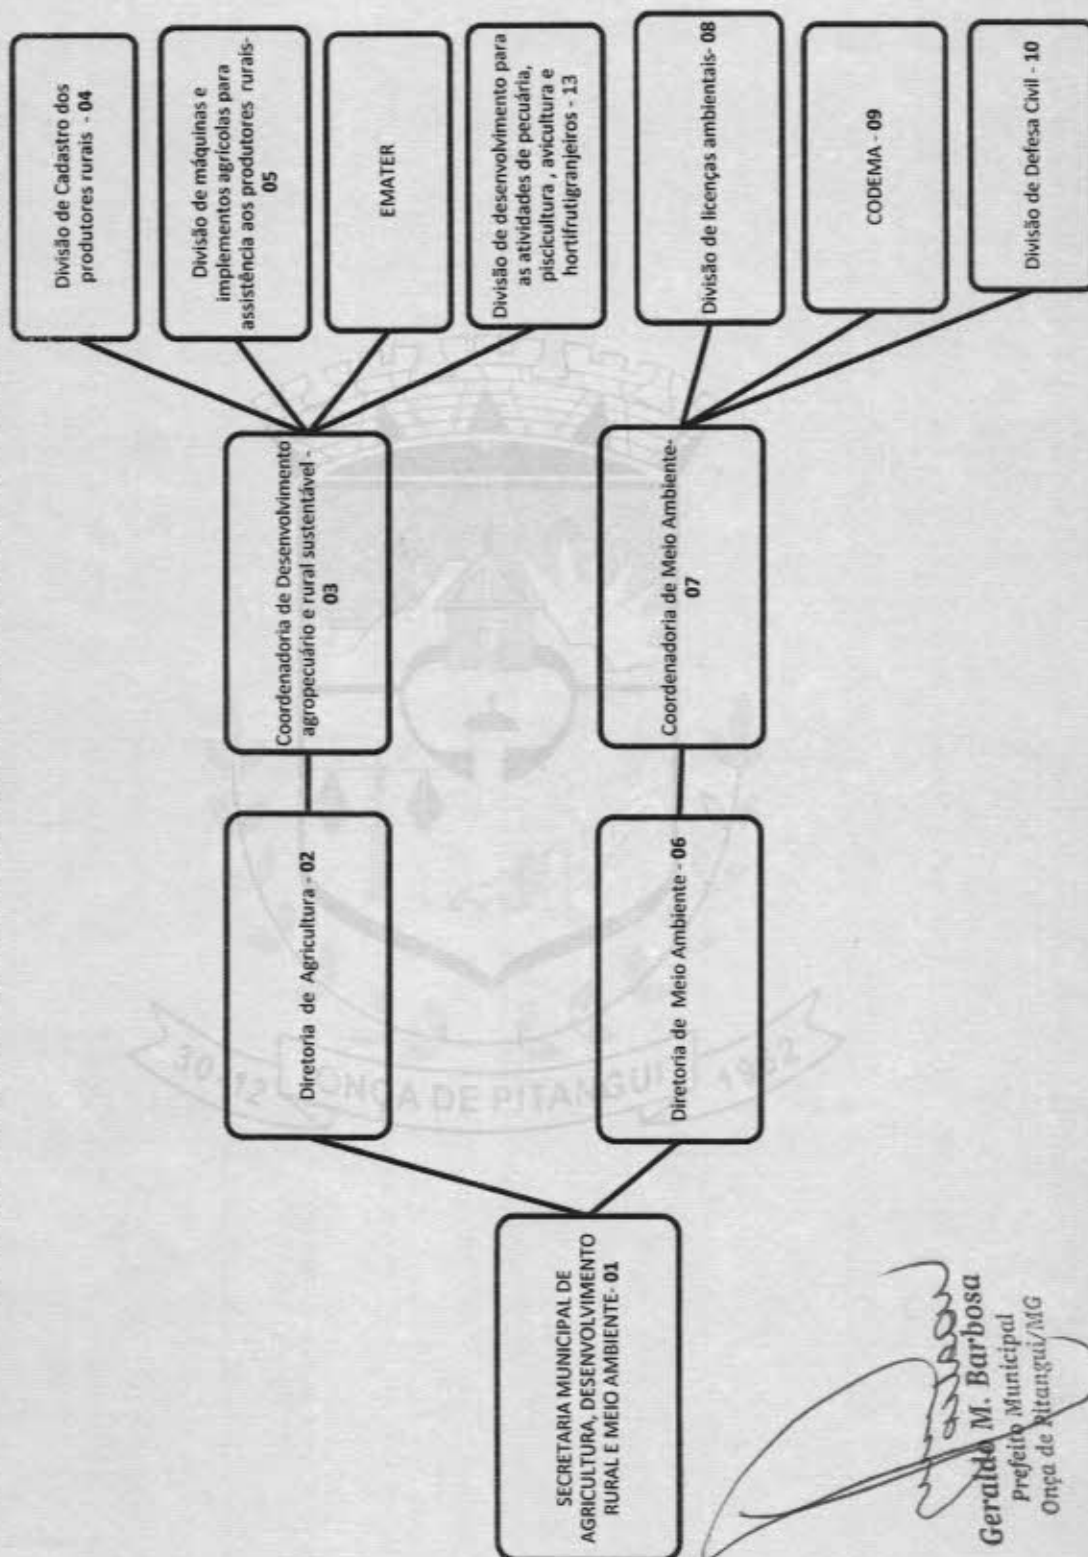 SECRETARIA MUNICIPAL DE
AGRICULTURA, DESENVOLVIMENTO
RURAL E MEIO AMBIENTE- 01
Diretoria de Agricultura - 02
Diretoria de Meio Ambiente - 06
Coordenadoria de Desenvolvimento
agropecuário e rural sustentável -
03
Coordenadoria de Meio Ambiente-
07
Divisão de Cadastro dos
produtores rurais - 04
Divisão de máquinas e
implementos agrícolas para
assistência aos produtores rurais-
05
EMATER
Divisão de desenvolvimento para
as atividades de pecuária,
piscicultura , avicultura e
hortifrutigranjeiros - 13
Divisão de licenças ambientais- 08
CODEMA - 09
Divisão de Defesa Civil - 10
30-12 ONÇA DE PITANGUI 1962
Geraldo M. Barbosa
Prefeito Municipal
Onça de Pitangui/MG